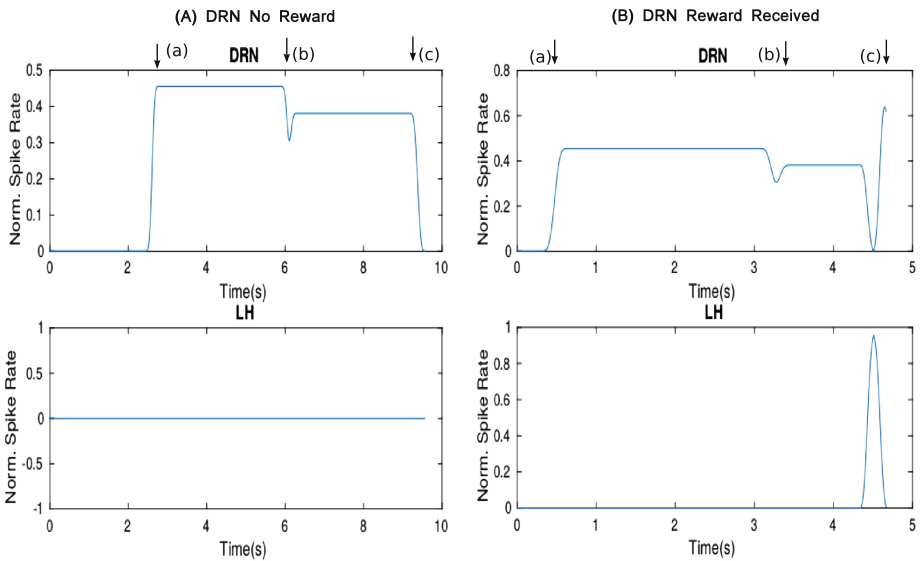 (A) DRN No Reward
(B) DRN Reward Received
(a)
DRN
(b)
(c)
0.5
0.4
0.3
0.2
0.1
0
Norm. Spike Rate
0 2 4 6 8 10
Time(s)
(a)
DRN
(b)
(c)
0.8
0.6
0.4
0.2
0
Norm. Spike Rate
0 1 2 3 4 5
Time(s)
LH
1
0.5
0
-0.5
-1
Norm. Spike Rate
0 2 4 6 8 10
Time(s)
LH
1
0.8
0.6
0.4
0.2
0
Norm. Spike Rate
0 1 2 3 4 5
Time(s)